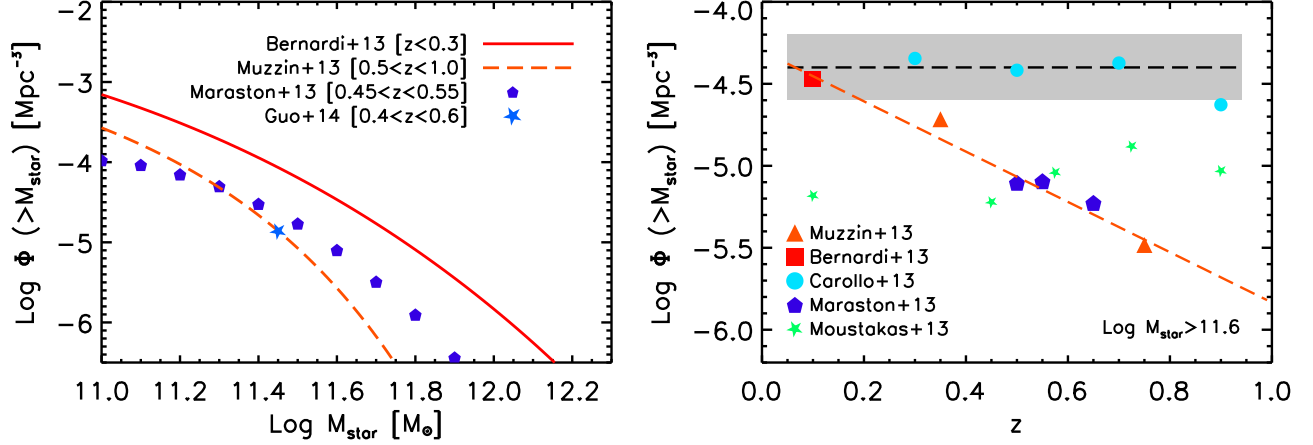 -2
-3
-4
-5
-6
Log Φ (>M_star) [Mpc⁻³]
Bernardi+13 [z<0.3]
Muzzin+13 [0.5<z<1.0]
Maraston+13 [0.45<z<0.55]
Guo+14 [0.4<z<0.6]
11.0 11.2 11.4 11.6 11.8 12.0 12.2
Log M_star [M_⊙]
-4.0
-4.5
-5.0
-5.5
-6.0
Log Φ (>M_star) [Mpc⁻³]
Muzzin+13
Bernardi+13
Carollo+13
Maraston+13
Moustakas+13
Log M_star>11.6
0.0 0.2 0.4 0.6 0.8 1.0
z